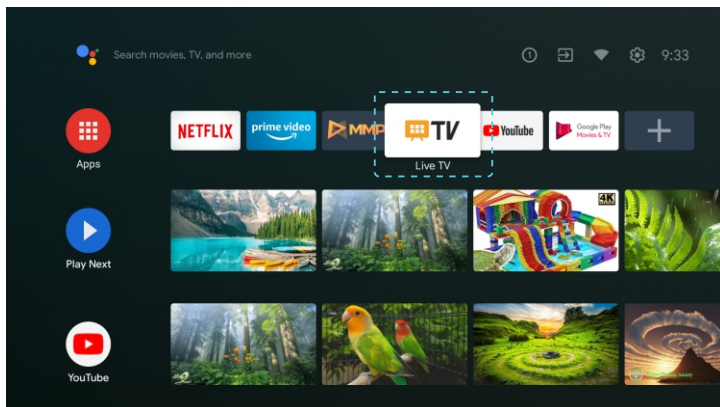 Search movies, TV, and more
1
9:33
NETFLIX
prime video
MMP
TV
YouTube
Google Play
Movies & TV
Apps
Live TV
4K
Play Next
YouTube